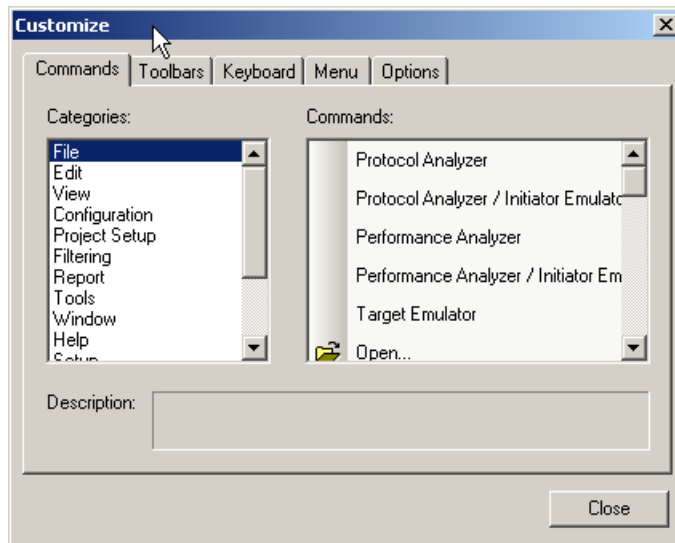 Customize
Commands Toolbars Keyboard Menu Options
Categories: Commands:
File
Edit
View
Configuration
Project Setup
Filtering
Report
Tools
Window
Help
Protocol Analyzer
Protocol Analyzer / Initiator
Performance Analyzer
Performance Analyzer / Initiator Em
Target Emulator
Open...
Description:
Close